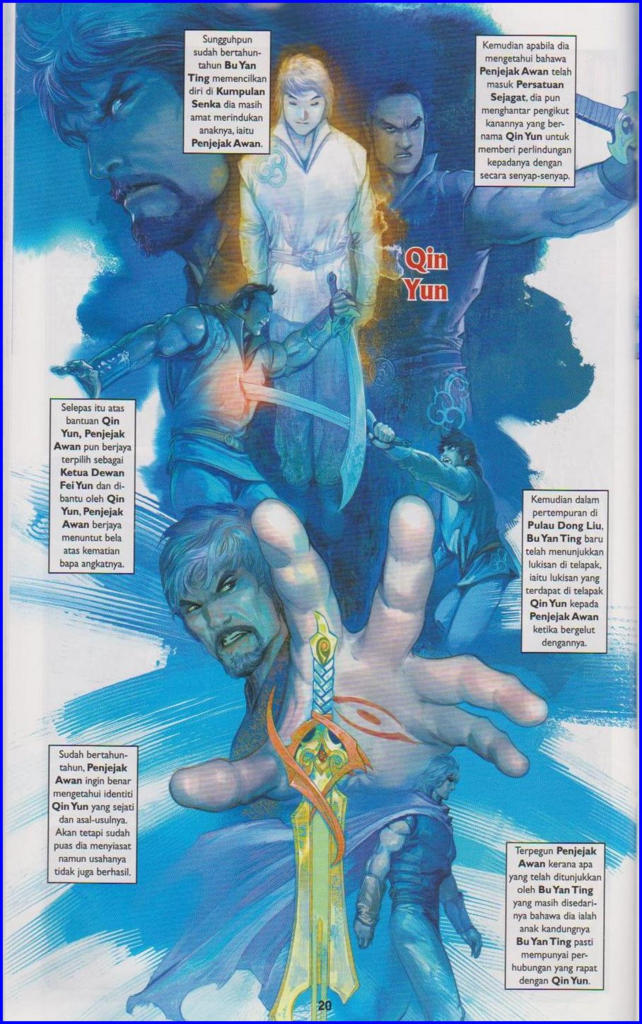 Sungguhpun
sudah bertahun-
tahun Bu Yan
Ting memencilkan
diri di Kumpulan
Senka dia masih
amat merindukan
anaknya, iaitu
Penjejak Awan.
Kemudian apabila dia
mengetahui bahawa
Penjejak Awan telah
masuk Persatuan
Sejagat, dia pun
menghantar pengikut
kanannya yang ber-
nama Qin Yun untuk
memberi perlindungan
kepadanya dengan
secara senyap-senyap.
Qin
Yun
Selepas itu atas
bantuan Qin
Yun, Penjejak
Awan pun berjaya
terpilih sebagai
Ketua Dewan
Fei Yun dan di-
bantu oleh Qin
Yun, Penjejak
Awan berjaya
menuntut bela
atas kematian
bapa angkatnya.
Kemudian dalam
pertempuran di
Pulau Dong Liu,
Bu Yan Ting baru
telah menunjukkan
lukisan di telapak,
iaitu lukisan yang
terdapat di telapak
Qin Yun kepada
Penjejak Awan
ketika bergelut
dengannya.
Sudah bertahun-
tahun, Penjejak
Awan ingin benar
mengetahui identiti
Qin Yun yang sejati
dan asal-usulnya.
Akan tetapi sudah
puas dia menyiasat
namun usahanya
tidak juga berhasil.
Terpegun Penjejak
Awan kerana apa
yang telah ditunjukkan
oleh Bu Yan Ting
yang masih disedari-
nya bahawa dia ialah
anak kandungnya
Bu Yan Ting pasti
mempunyai per-
hubungan yang rapat
dengan Qin Yun.
20